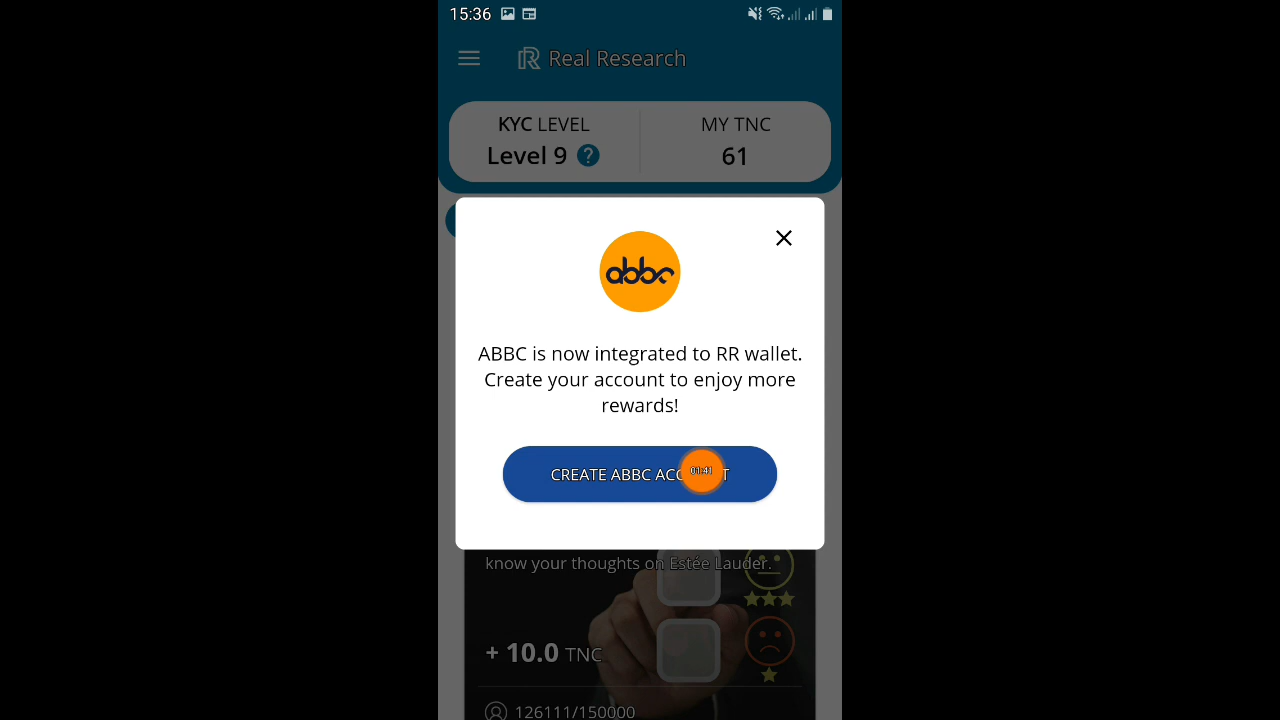 15:36
Real Research
KYC LEVEL
Level 9 ?
MY TNC
61
abbc
ABBC is now integrated to RR wallet.
Create your account to enjoy more
rewards!
CREATE ABBC
01:41
know your thoughts on Estée Lauder.
+ 10.0 TNC
126111/150000